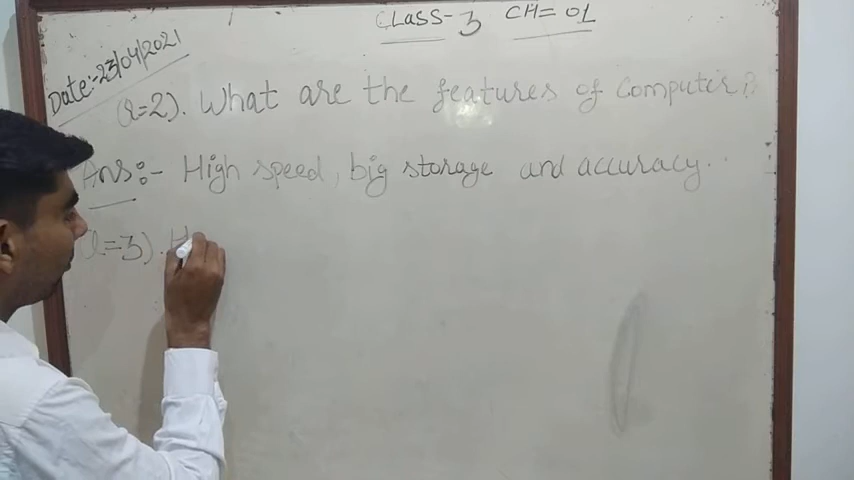 CLASS-3 CH=01
Date:-23/04/2021
Q=2). What are the features of Computer?
Ans:- High speed, big storage and accuracy.
Q=3). H